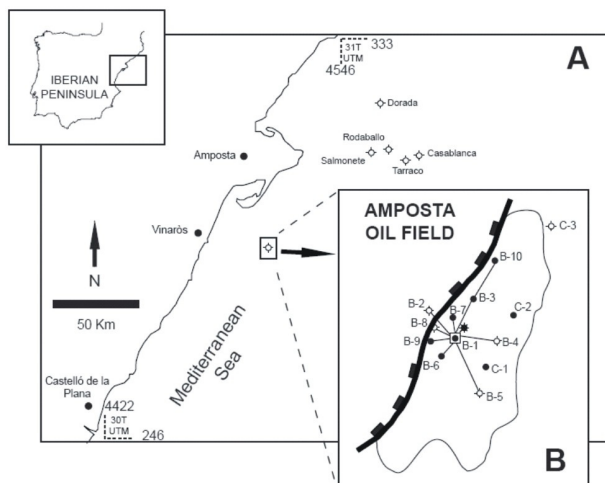 IBERIAN
PENINSULA
31T
UTM
333
4546
A
Dorada
Rodaballo
Salmonete
Casablanca
Tarraco
Amposta
Vinaròs
N
50 Km
Mediterranean
Sea
Castelló de la
Plana
4422
30T
UTM
246
AMPOSTA
OIL FIELD
C-3
B-10
B-3
B-2
B-7
C-2
B-8
B-1
B-4
B-9
B-6
C-1
B-5
B